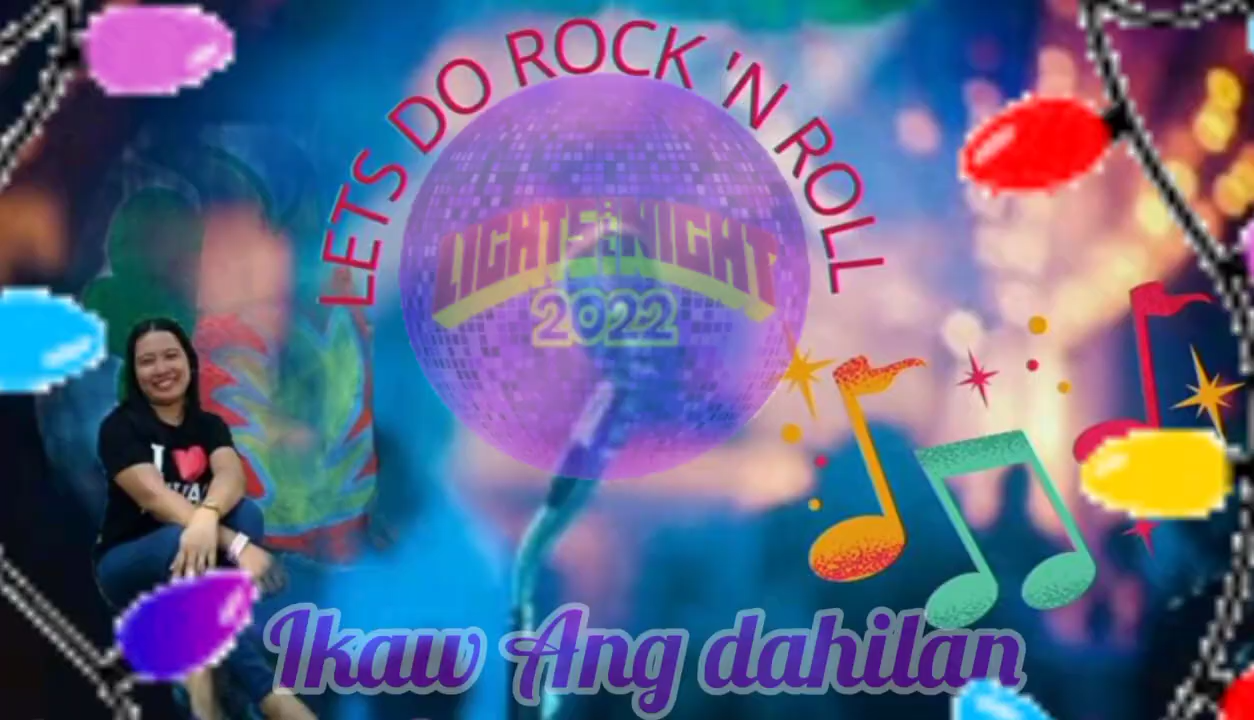 LETS DO ROCK 'N ROLL
LIGHTS NIGHT
2022
I ❤
Ikaw Ang dahilan